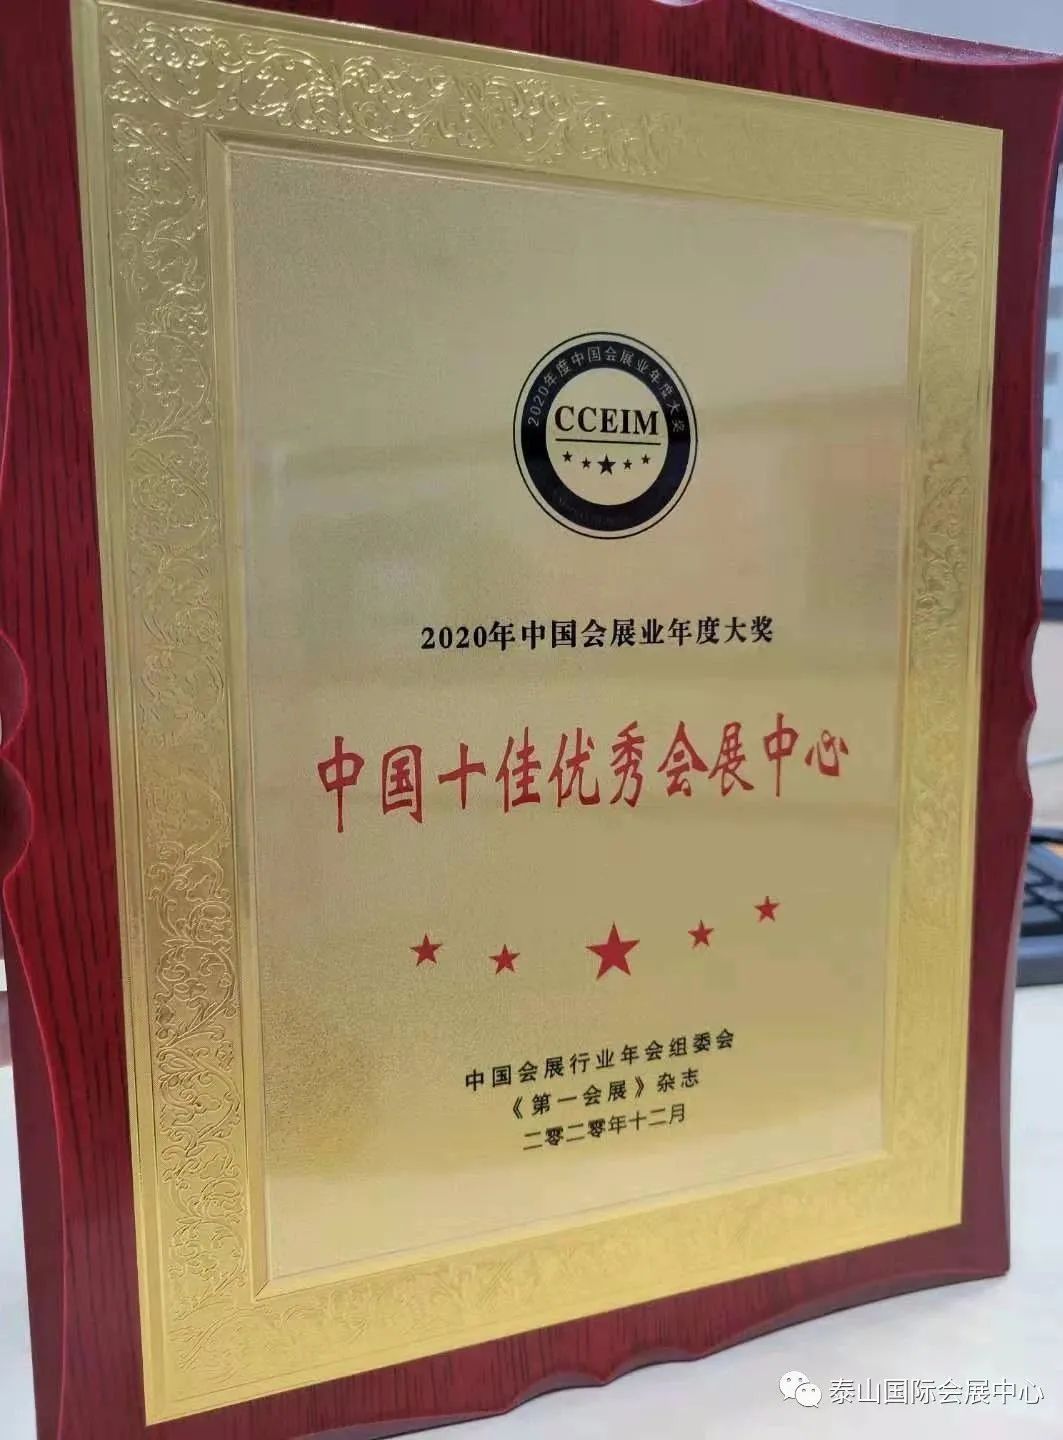 2020年度中国会展业年度大奖
CCEIM
2020年中国会展业年度大奖
中国十佳优秀会展中心
中国会展行业年会组委会
《第一会展》杂志
二零二零年十二月
泰山国际会展中心